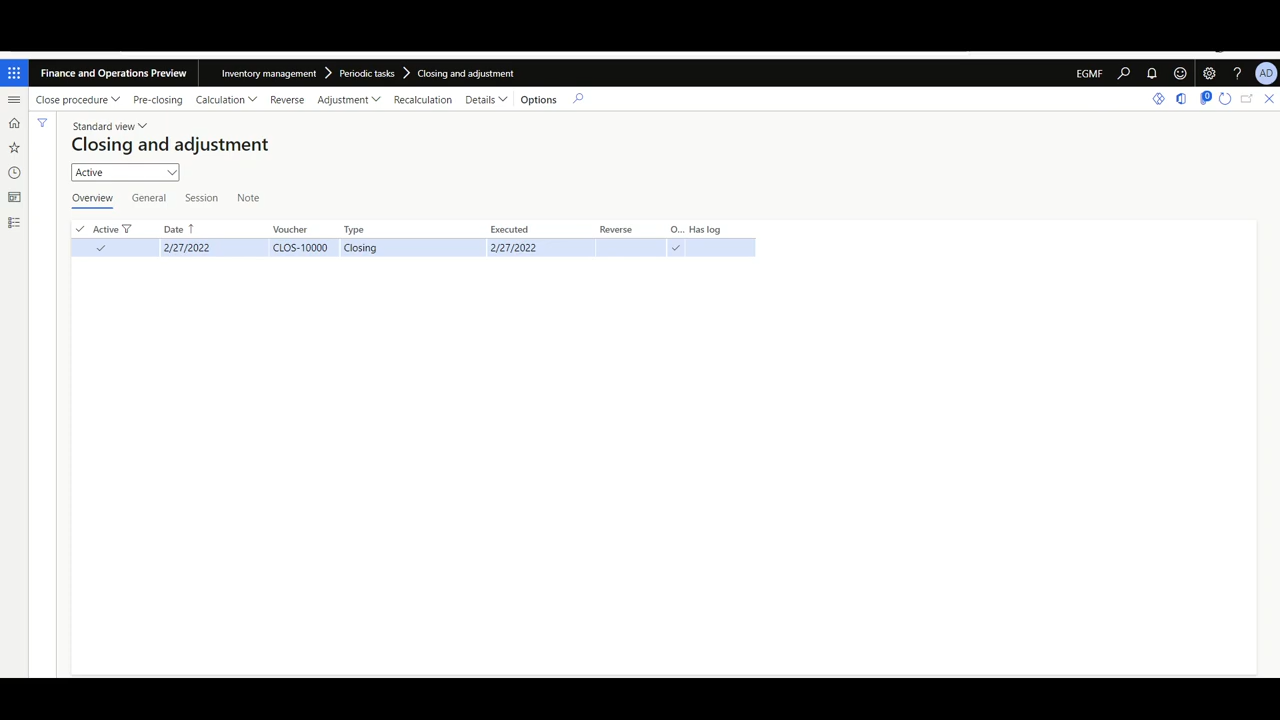 Finance and Operations Preview Inventory management Periodic tasks Closing and adjustment EGMF ? AD
Close procedure Pre-closing Calculation Reverse Adjustment Recalculation Details Options 0
Standard view
Closing and adjustment
Active
Overview General Session Note
Active Date Voucher Type Executed Reverse O... Has log
2/27/2022 CLOS-10000 Closing 2/27/2022